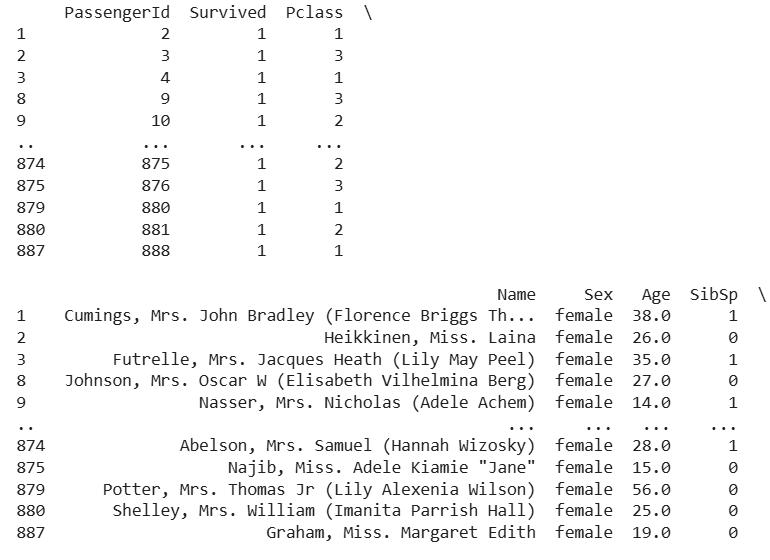 PassengerId  Survived  Pclass  \
1              2         1       1
2              3         1       3
3              4         1       1
8              9         1       3
9             10         1       2
..           ...       ...     ...
874          875         1       2
875          876         1       3
879          880         1       1
880          881         1       2
887          888         1       1
                                                  Name     Sex   Age  SibSp  \
1    Cumings, Mrs. John Bradley (Florence Briggs Th...  female  38.0      1
2                               Heikkinen, Miss. Laina  female  26.0      0
3         Futrelle, Mrs. Jacques Heath (Lily May Peel)  female  35.0      1
8    Johnson, Mrs. Oscar W (Elisabeth Vilhelmina Berg)  female  27.0      0
9                  Nasser, Mrs. Nicholas (Adele Achem)  female  14.0      1
..                                                 ...     ...   ...    ...
874              Abelson, Mrs. Samuel (Hannah Wizosky)  female  28.0      1
875                   Najib, Miss. Adele Kiamie "Jane"  female  15.0      0
879      Potter, Mrs. Thomas Jr (Lily Alexenia Wilson)  female  56.0      0
880       Shelley, Mrs. William (Imanita Parrish Hall)  female  25.0      0
887                       Graham, Miss. Margaret Edith  female  19.0      0